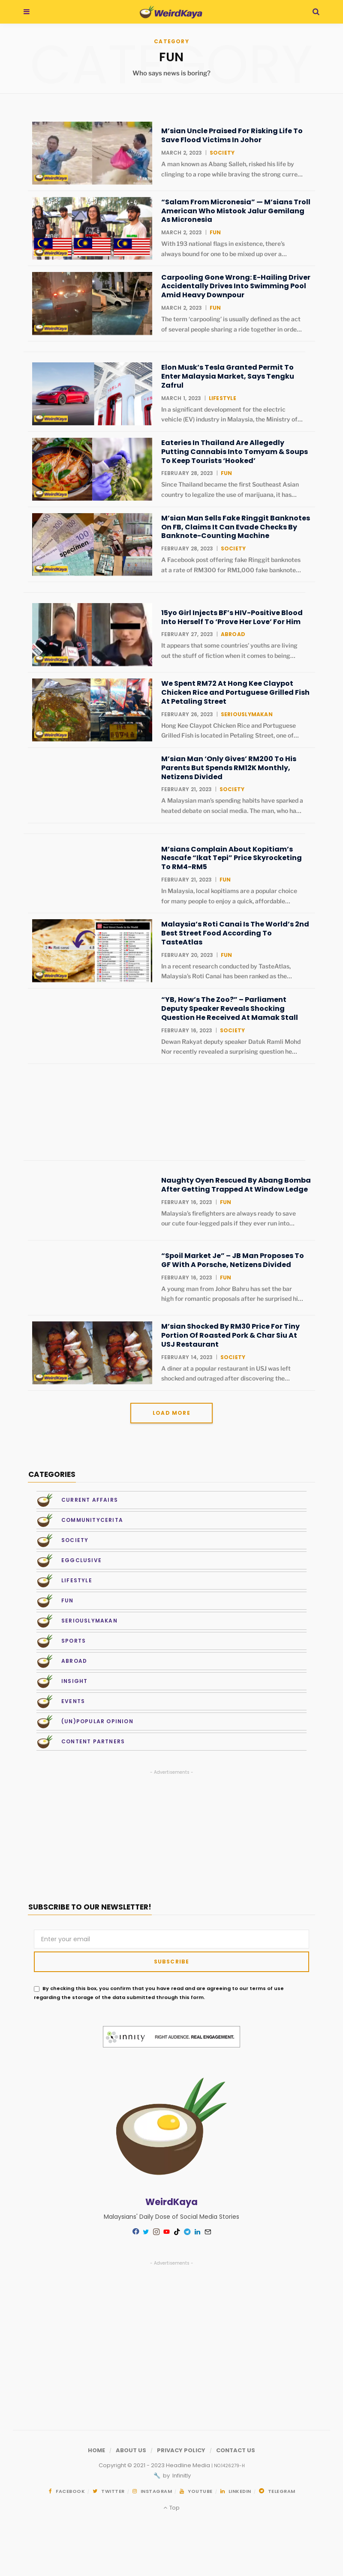 WeirdKaya
CATEGORY
CATEGORY
FUN
Who says news is boring?
M'sian Uncle Praised For Risking Life To
Save Flood Victims In Johor
MARCH 2, 2023 | SOCIETY
A man known as Abang Salleh, risked his life by
clinging to a rope while braving the strong curre…
WeirdKaya
"Salam From Micronesia" — M'sians Troll
American Who Mistook Jalur Gemilang
As Micronesia
MARCH 2, 2023 | FUN
With 193 national flags in existence, there's
always bound for one to be mixed up over a…
WeirdKaya
Carpooling Gone Wrong: E-Hailing Driver
Accidentally Drives Into Swimming Pool
Amid Heavy Downpour
MARCH 2, 2023 | FUN
The term 'carpooling' is usually defined as the act
of several people sharing a ride together in orde…
WeirdKaya
Elon Musk's Tesla Granted Permit To
Enter Malaysia Market, Says Tengku
Zafrul
MARCH 1, 2023 | LIFESTYLE
In a significant development for the electric
vehicle (EV) industry in Malaysia, the Ministry of…
WeirdKaya
Eateries In Thailand Are Allegedly
Putting Cannabis Into Tomyam & Soups
To Keep Tourists 'Hooked'
FEBRUARY 28, 2023 | FUN
Since Thailand became the first Southeast Asian
country to legalize the use of marijuana, it has…
WeirdKaya
M'sian Man Sells Fake Ringgit Banknotes
On FB, Claims It Can Evade Checks By
Banknote-Counting Machine
FEBRUARY 28, 2023 | SOCIETY
A Facebook post offering fake Ringgit banknotes
at a rate of RM300 for RM1,000 fake banknote…
specimen
WeirdKaya
15yo Girl Injects BF's HIV-Positive Blood
Into Herself To 'Prove Her Love' For Him
FEBRUARY 27, 2023 | ABROAD
It appears that some countries' youths are living
out the stuff of fiction when it comes to being…
WeirdKaya
We Spent RM72 At Hong Kee Claypot
Chicken Rice and Portuguese Grilled Fish
At Petaling Street
FEBRUARY 26, 2023 | SERIOUSLYMAKAN
Hong Kee Claypot Chicken Rice and Portuguese
Grilled Fish is located in Petaling Street, one of…
WeirdKaya
M'sian Man 'Only Gives' RM200 To His
Parents But Spends RM12K Monthly,
Netizens Divided
FEBRUARY 21, 2023 | SOCIETY
A Malaysian man's spending habits have sparked a
heated debate on social media. The man, who ha…
M'sians Complain About Kopitiam's
Nescafe "Ikat Tepi" Price Skyrocketing
To RM4-RM5
FEBRUARY 21, 2023 | FUN
In Malaysia, local kopitiams are a popular choice
for many people to enjoy a quick, affordable…
Malaysia's Roti Canai Is The World's 2nd
Best Street Food According To
TasteAtlas
FEBRUARY 20, 2023 | FUN
In a recent research conducted by TasteAtlas,
Malaysia's Roti Canai has been ranked as the…
WeirdKaya
"YB, How's The Zoo?" – Parliament
Deputy Speaker Reveals Shocking
Question He Received At Mamak Stall
FEBRUARY 16, 2023 | SOCIETY
Dewan Rakyat deputy speaker Datuk Ramli Mohd
Nor recently revealed a surprising question he…
Naughty Oyen Rescued By Abang Bomba
After Getting Trapped At Window Ledge
FEBRUARY 16, 2023 | FUN
Malaysia's firefighters are always ready to save
our cute four-legged pals if they ever run into…
"Spoil Market Je" – JB Man Proposes To
GF With A Porsche, Netizens Divided
FEBRUARY 16, 2023 | FUN
A young man from Johor Bahru has set the bar
high for romantic proposals after he surprised hi…
M'sian Shocked By RM30 Price For Tiny
Portion Of Roasted Pork & Char Siu At
USJ Restaurant
FEBRUARY 14, 2023 | SOCIETY
A diner at a popular restaurant in USJ was left
shocked and outraged after discovering the…
WeirdKaya
LOAD MORE
CATEGORIES
CURRENT AFFAIRS
COMMUNITYCERITA
SOCIETY
EGGCLUSIVE
LIFESTYLE
FUN
SERIOUSLYMAKAN
SPORTS
ABROAD
INSIGHT
EVENTS
(UN)POPULAR OPINION
CONTENT PARTNERS
- Advertisements -
SUBSCRIBE TO OUR NEWSLETTER!
Enter your email
SUBSCRIBE
By checking this box, you confirm that you have read and are agreeing to our terms of use
regarding the storage of the data submitted through this form.
innity RIGHT AUDIENCE. REAL ENGAGEMENT.
WeirdKaya
Malaysians' Daily Dose of Social Media Stories
- Advertisements -
HOME / ABOUT US / PRIVACY POLICY / CONTACT US
Copyright © 2021 - 2023 Headline Media
by Infinity
FACEBOOK TWITTER INSTAGRAM YOUTUBE LINKEDIN TELEGRAM
Top